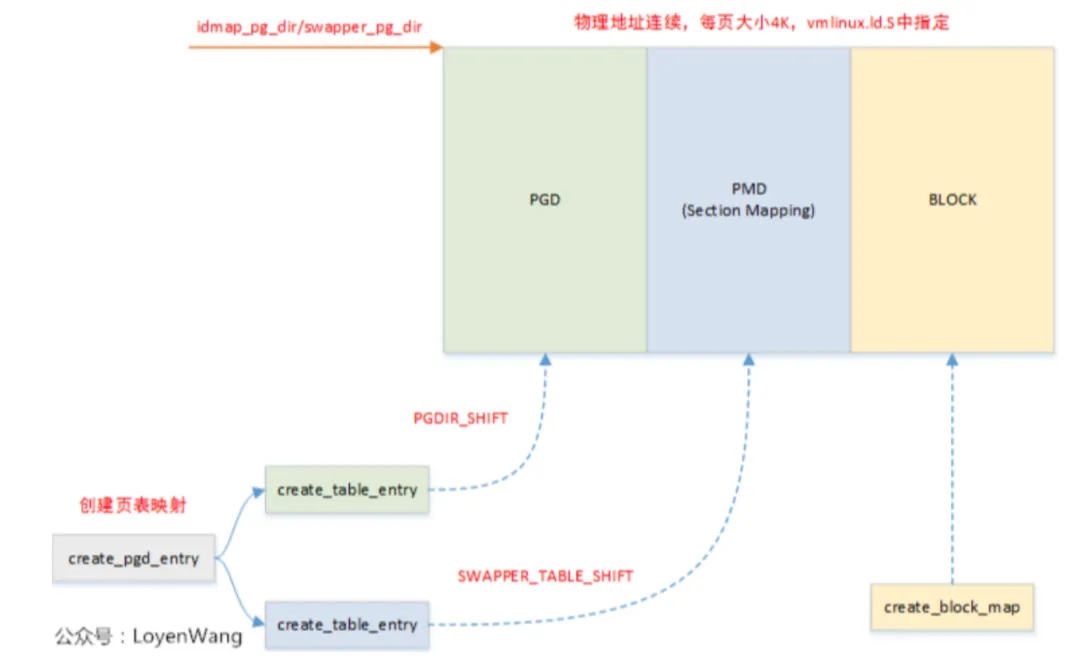 idmap_pg_dir/swapper_pg_dir
物理地址连续，每页大小4K，vmlinux.ld.S中指定
PGD
PMD
(Section Mapping)
BLOCK
PGDIR_SHIFT
create_table_entry
创建页表映射
create_pgd_entry
SWAPPER_TABLE_SHIFT
create_table_entry
create_block_map
公众号：LoyenWang